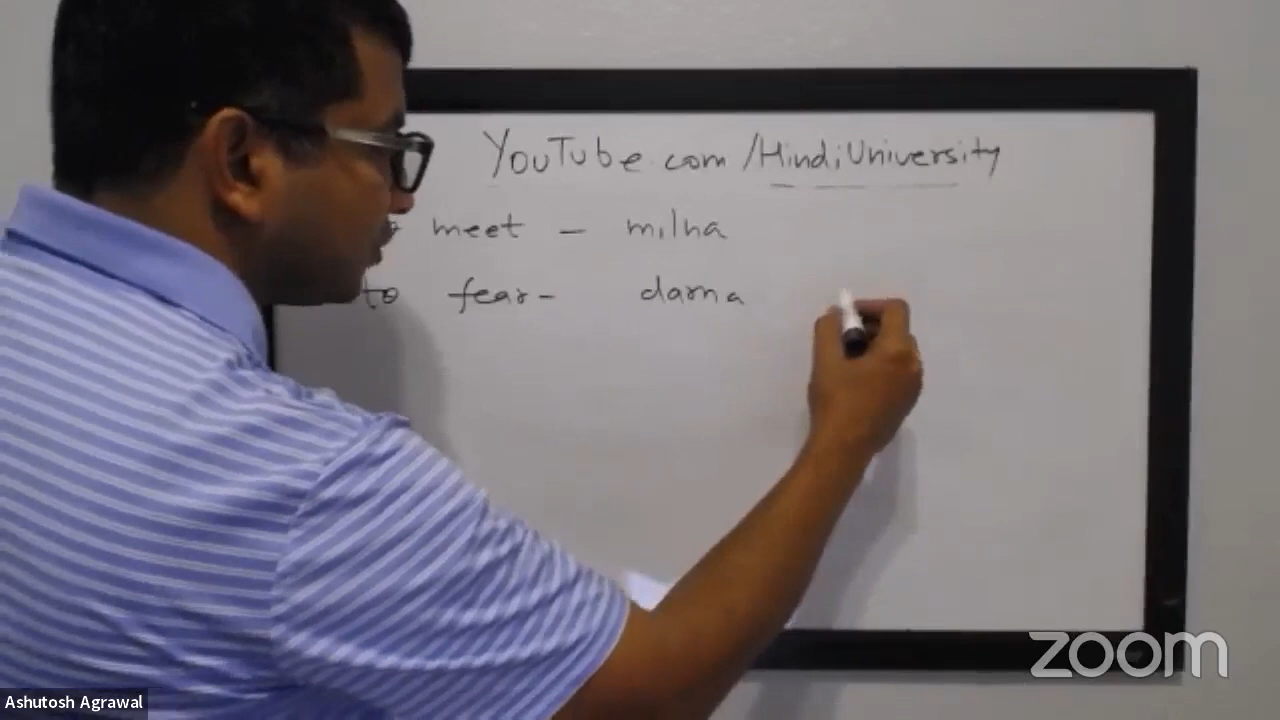 YouTube.com/HindiUniversity
meet - milna
to fear- darna
zoom
Ashutosh Agrawal